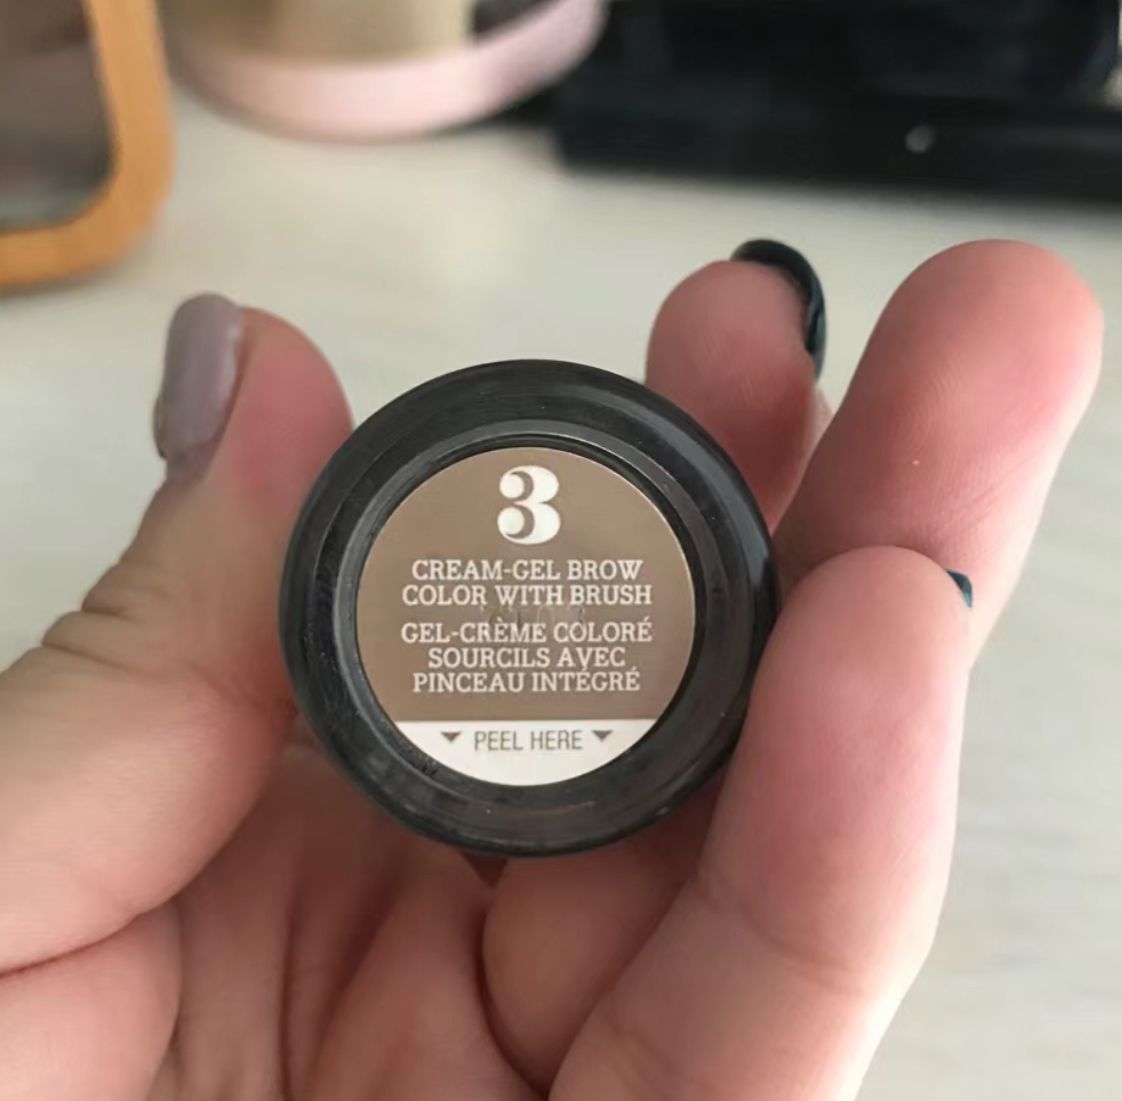 3
CREAM-GEL BROW
COLOR WITH BRUSH
GEL-CRÈME COLORÉ
SOURCILS AVEC
PINCEAU INTÉGRÉ
PEEL HERE